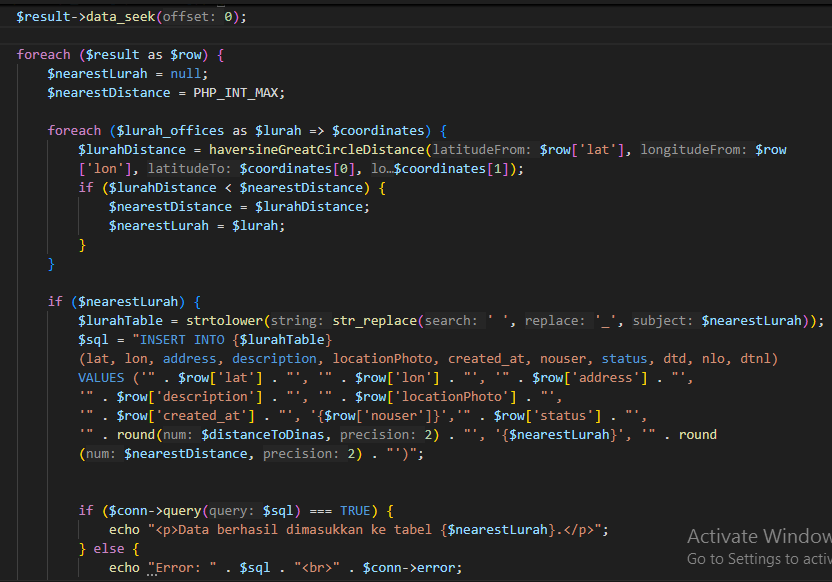 $result->data_seek(offset: 0);
foreach ($result as $row) {
$nearestLurah = null;
$nearestDistance = PHP_INT_MAX;
foreach ($lurah_offices as $lurah => $coordinates) {
$lurahDistance = haversineGreatCircleDistance(latitudeFrom: $row['lat'], longitudeFrom: $row
['lon'], latitudeTo: $coordinates[0], lo…$coordinates[1]);
if ($lurahDistance < $nearestDistance) {
$nearestDistance = $lurahDistance;
$nearestLurah = $lurah;
}
}
if ($nearestLurah) {
$lurahTable = strtolower(string: str_replace(search: ' ', replace: '_', subject: $nearestLurah));
$sql = "INSERT INTO {$lurahTable}
(lat, lon, address, description, locationPhoto, created_at, nouser, status, dtd, nlo, dtnl)
VALUES ('" . $row['lat'] . "', '" . $row['lon'] . "', '" . $row['address'] . "',
'" . $row['description'] . "', '" . $row['locationPhoto'] . "',
'" . $row['created_at'] . "', '{$row['nouser']}','" . $row['status'] . "',
'" . round(num: $distanceToDinas, precision: 2) . "', '{$nearestLurah}', '" . round
(num: $nearestDistance, precision: 2) . "')";
if ($conn->query(query: $sql) === TRUE) {
echo "<p>Data berhasil dimasukkan ke tabel {$nearestLurah}.</p>";
} else {
echo "Error: " . $sql . "<br>" . $conn->error;
Activate Window
Go to Settings to activ